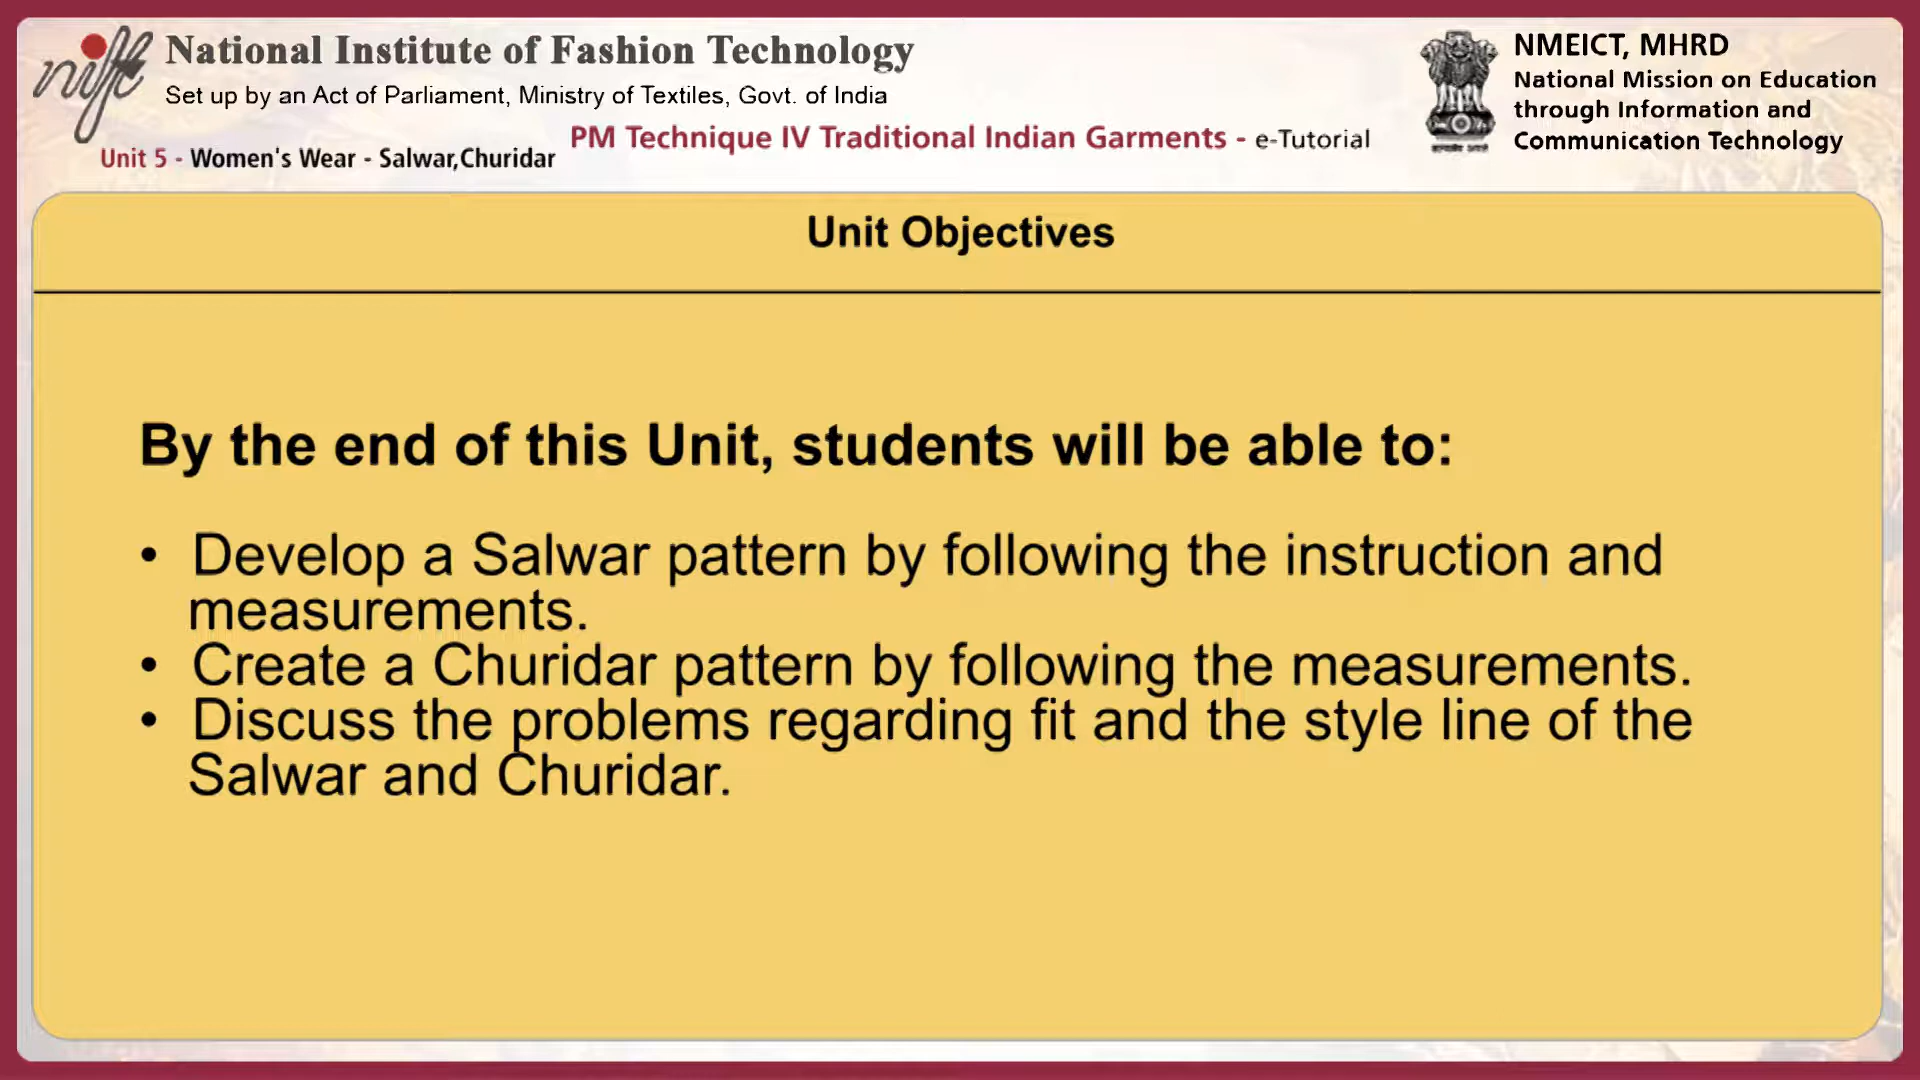 nift
National Institute of Fashion Technology
Set up by an Act of Parliament, Ministry of Textiles, Govt. of India
PM Technique IV Traditional Indian Garments - e-Tutorial
Unit 5 - Women's Wear - Salwar,Churidar
NMEICT, MHRD
National Mission on Education
through Information and
Communication Technology
Unit Objectives
By the end of this Unit, students will be able to:
• Develop a Salwar pattern by following the instruction and
measurements.
• Create a Churidar pattern by following the measurements.
• Discuss the problems regarding fit and the style line of the
Salwar and Churidar.